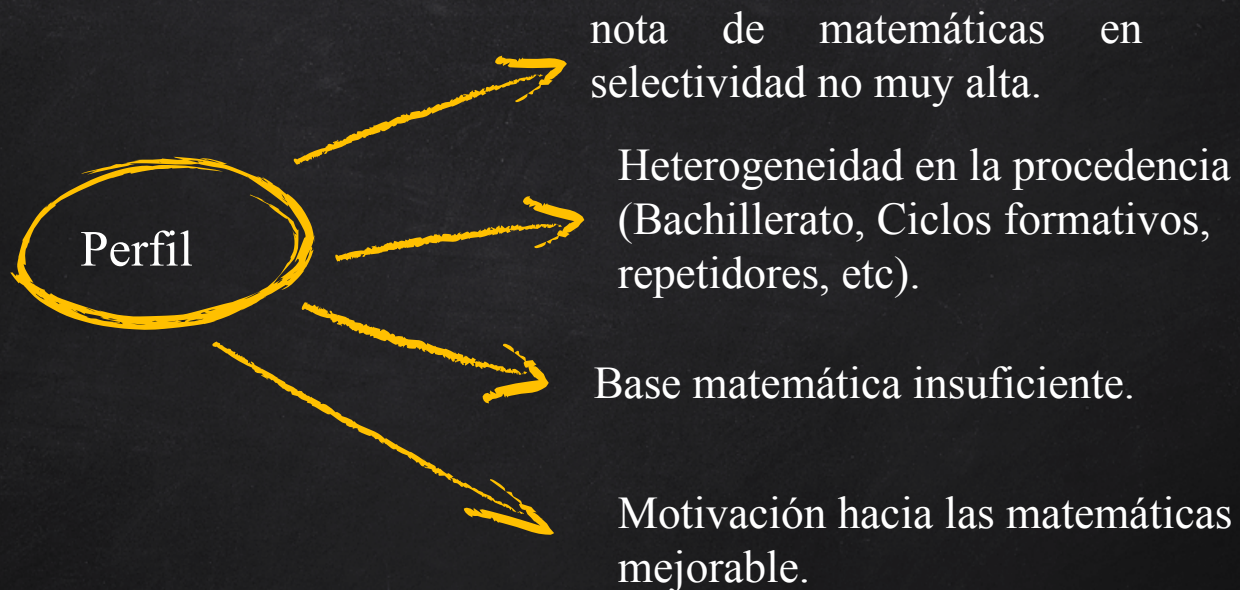 nota de matemáticas en
selectividad no muy alta.
Heterogeneidad en la procedencia
(Bachillerato, Ciclos formativos,
repetidores, etc).
Perfil
Base matemática insuficiente.
Motivación hacia las matemáticas
mejorable.